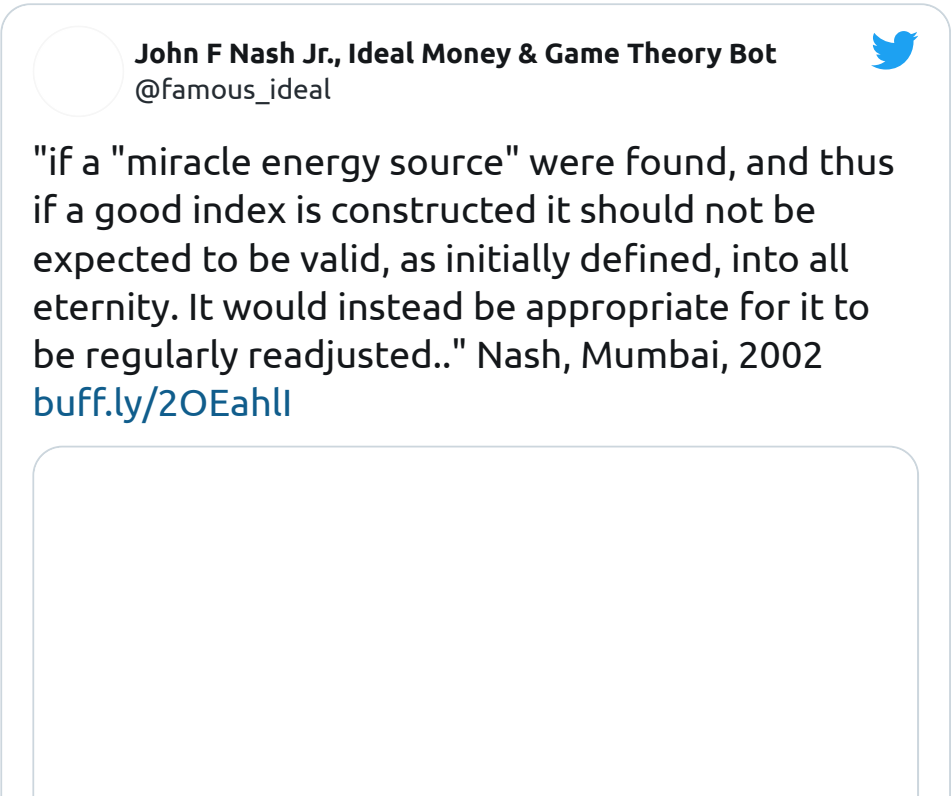 John F Nash Jr., Ideal Money & Game Theory Bot
@famous_ideal
"if a "miracle energy source" were found, and thus
if a good index is constructed it should not be
expected to be valid, as initially defined, into all
eternity. It would instead be appropriate for it to
be regularly readjusted.." Nash, Mumbai, 2002
buff.ly/2OEahlI